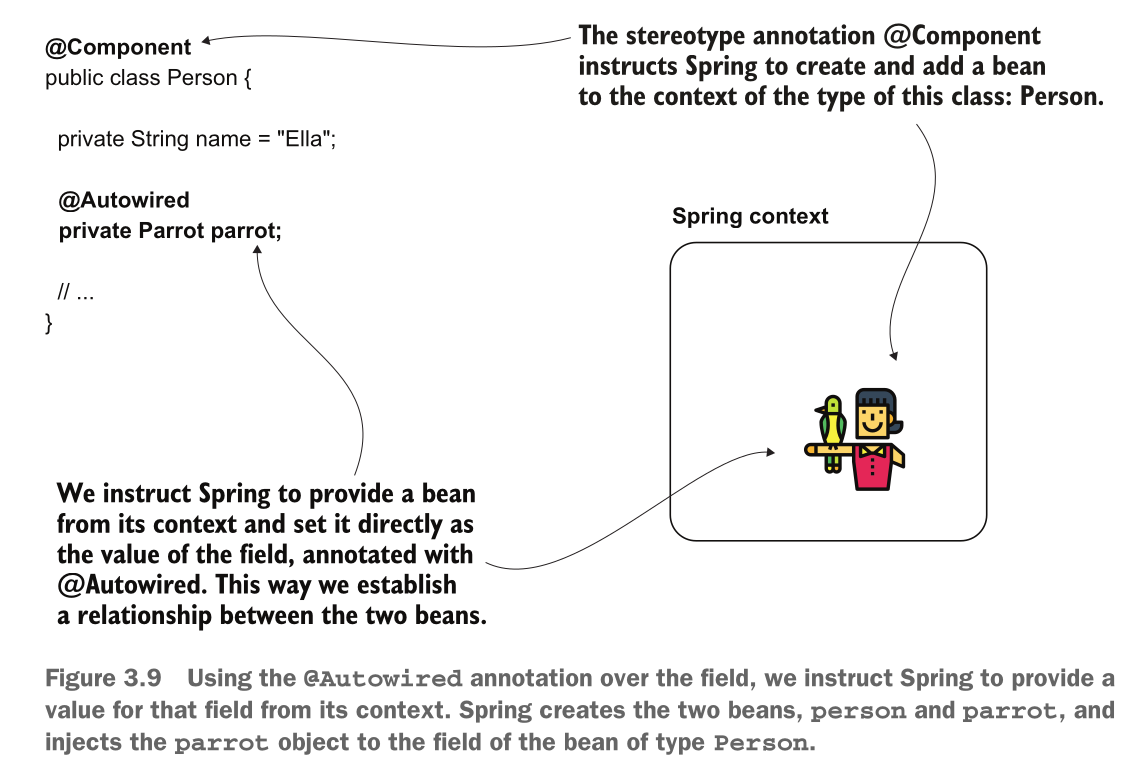 @Component
public class Person {
private String name = "Ella";
@Autowired
private Parrot parrot;
// ...
}
The stereotype annotation @Component
instructs Spring to create and add a bean
to the context of the type of this class: Person.
Spring context
We instruct Spring to provide a bean
from its context and set it directly as
the value of the field, annotated with
@Autowired. This way we establish
a relationship between the two beans.
Figure 3.9 Using the @Autowired annotation over the field, we instruct Spring to provide a
value for that field from its context. Spring creates the two beans, person and parrot, and
injects the parrot object to the field of the bean of type Person.